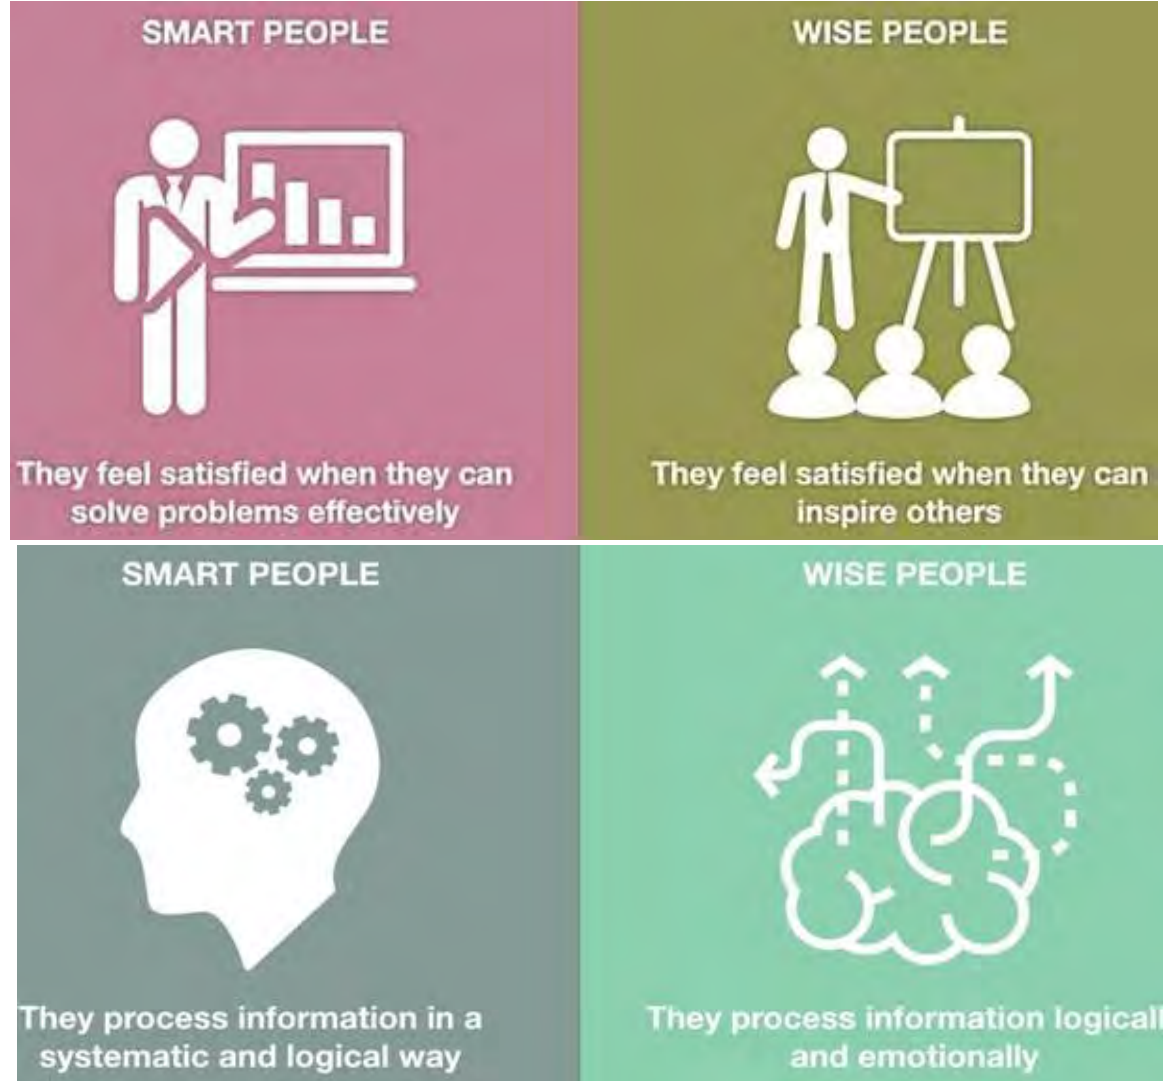 SMART PEOPLE
They feel satisfied when they can
solve problems effectively
WISE PEOPLE
They feel satisfied when they can
inspire others
SMART PEOPLE
They process information in a
systematic and logical way
WISE PEOPLE
They process information logicall
and emotionally